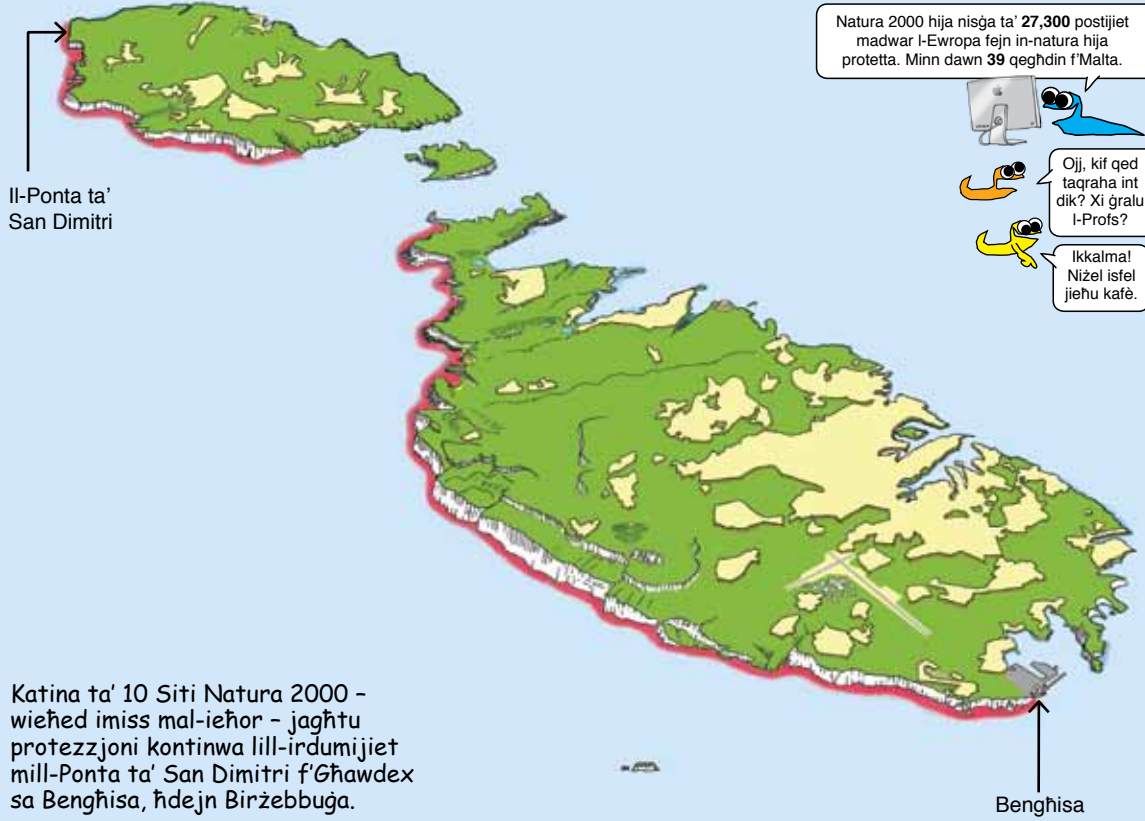 Natura 2000 hija nisġa ta' 27,300 postijiet
madwar l-Ewropa fejn in-natura hija
protetta. Minn dawn 39 qegħdin f'Malta.
Ojj, kif qed
taqraha int
dik? Xi ġralu
l-Profs?
Ikkalma!
Niżel isfel
jieħu kafè.
Il-Ponta ta'
San Dimitri
Katina ta' 10 Siti Natura 2000 –
wieħed imiss mal-ieħor – jagħtu
protezzjoni kontinwa lill-irdumijiet
mill-Ponta ta' San Dimitri f'Għawdex
sa Bengħisa, ħdejn Birżebbuġa.
Bengħisa